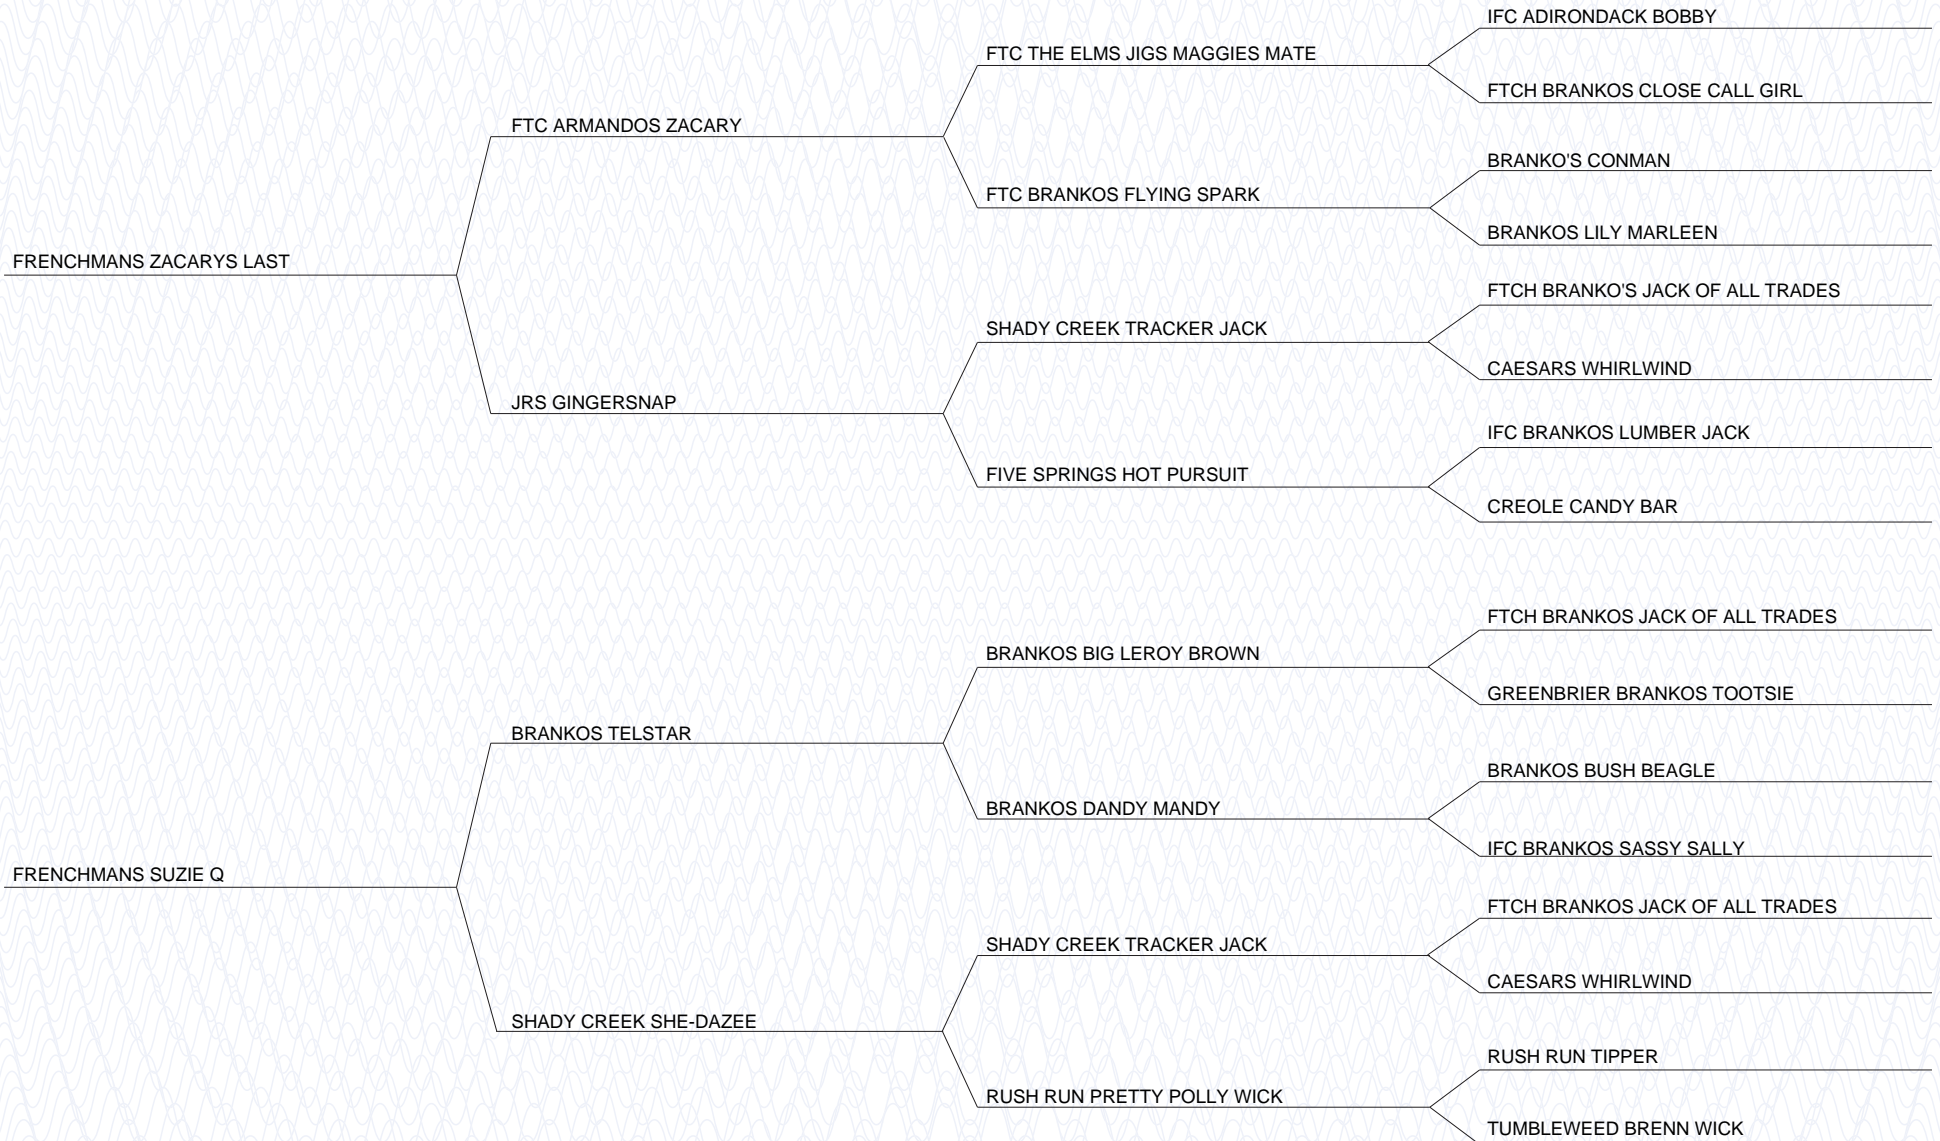 IFC ADIRONDACK BOBBY
FTC THE ELMS JIGS MAGGIES MATE
FTCH BRANKOS CLOSE CALL GIRL
FTC ARMANDOS ZACARY
BRANKO'S CONMAN
FTC BRANKOS FLYING SPARK
BRANKOS LILY MARLEEN
FRENCHMANS ZACARYS LAST
FTCH BRANKO'S JACK OF ALL TRADES
SHADY CREEK TRACKER JACK
CAESARS WHIRLWIND
JRS GINGERSNAP
IFC BRANKOS LUMBER JACK
FIVE SPRINGS HOT PURSUIT
CREOLE CANDY BAR
FTCH BRANKOS JACK OF ALL TRADES
BRANKOS BIG LEROY BROWN
GREENBRIER BRANKOS TOOTSIE
BRANKOS TELSTAR
BRANKOS BUSH BEAGLE
BRANKOS DANDY MANDY
IFC BRANKOS SASSY SALLY
FRENCHMANS SUZIE Q
FTCH BRANKOS JACK OF ALL TRADES
SHADY CREEK TRACKER JACK
CAESARS WHIRLWIND
SHADY CREEK SHE-DAZEE
RUSH RUN TIPPER
RUSH RUN PRETTY POLLY WICK
TUMBLEWEED BRENN WICK